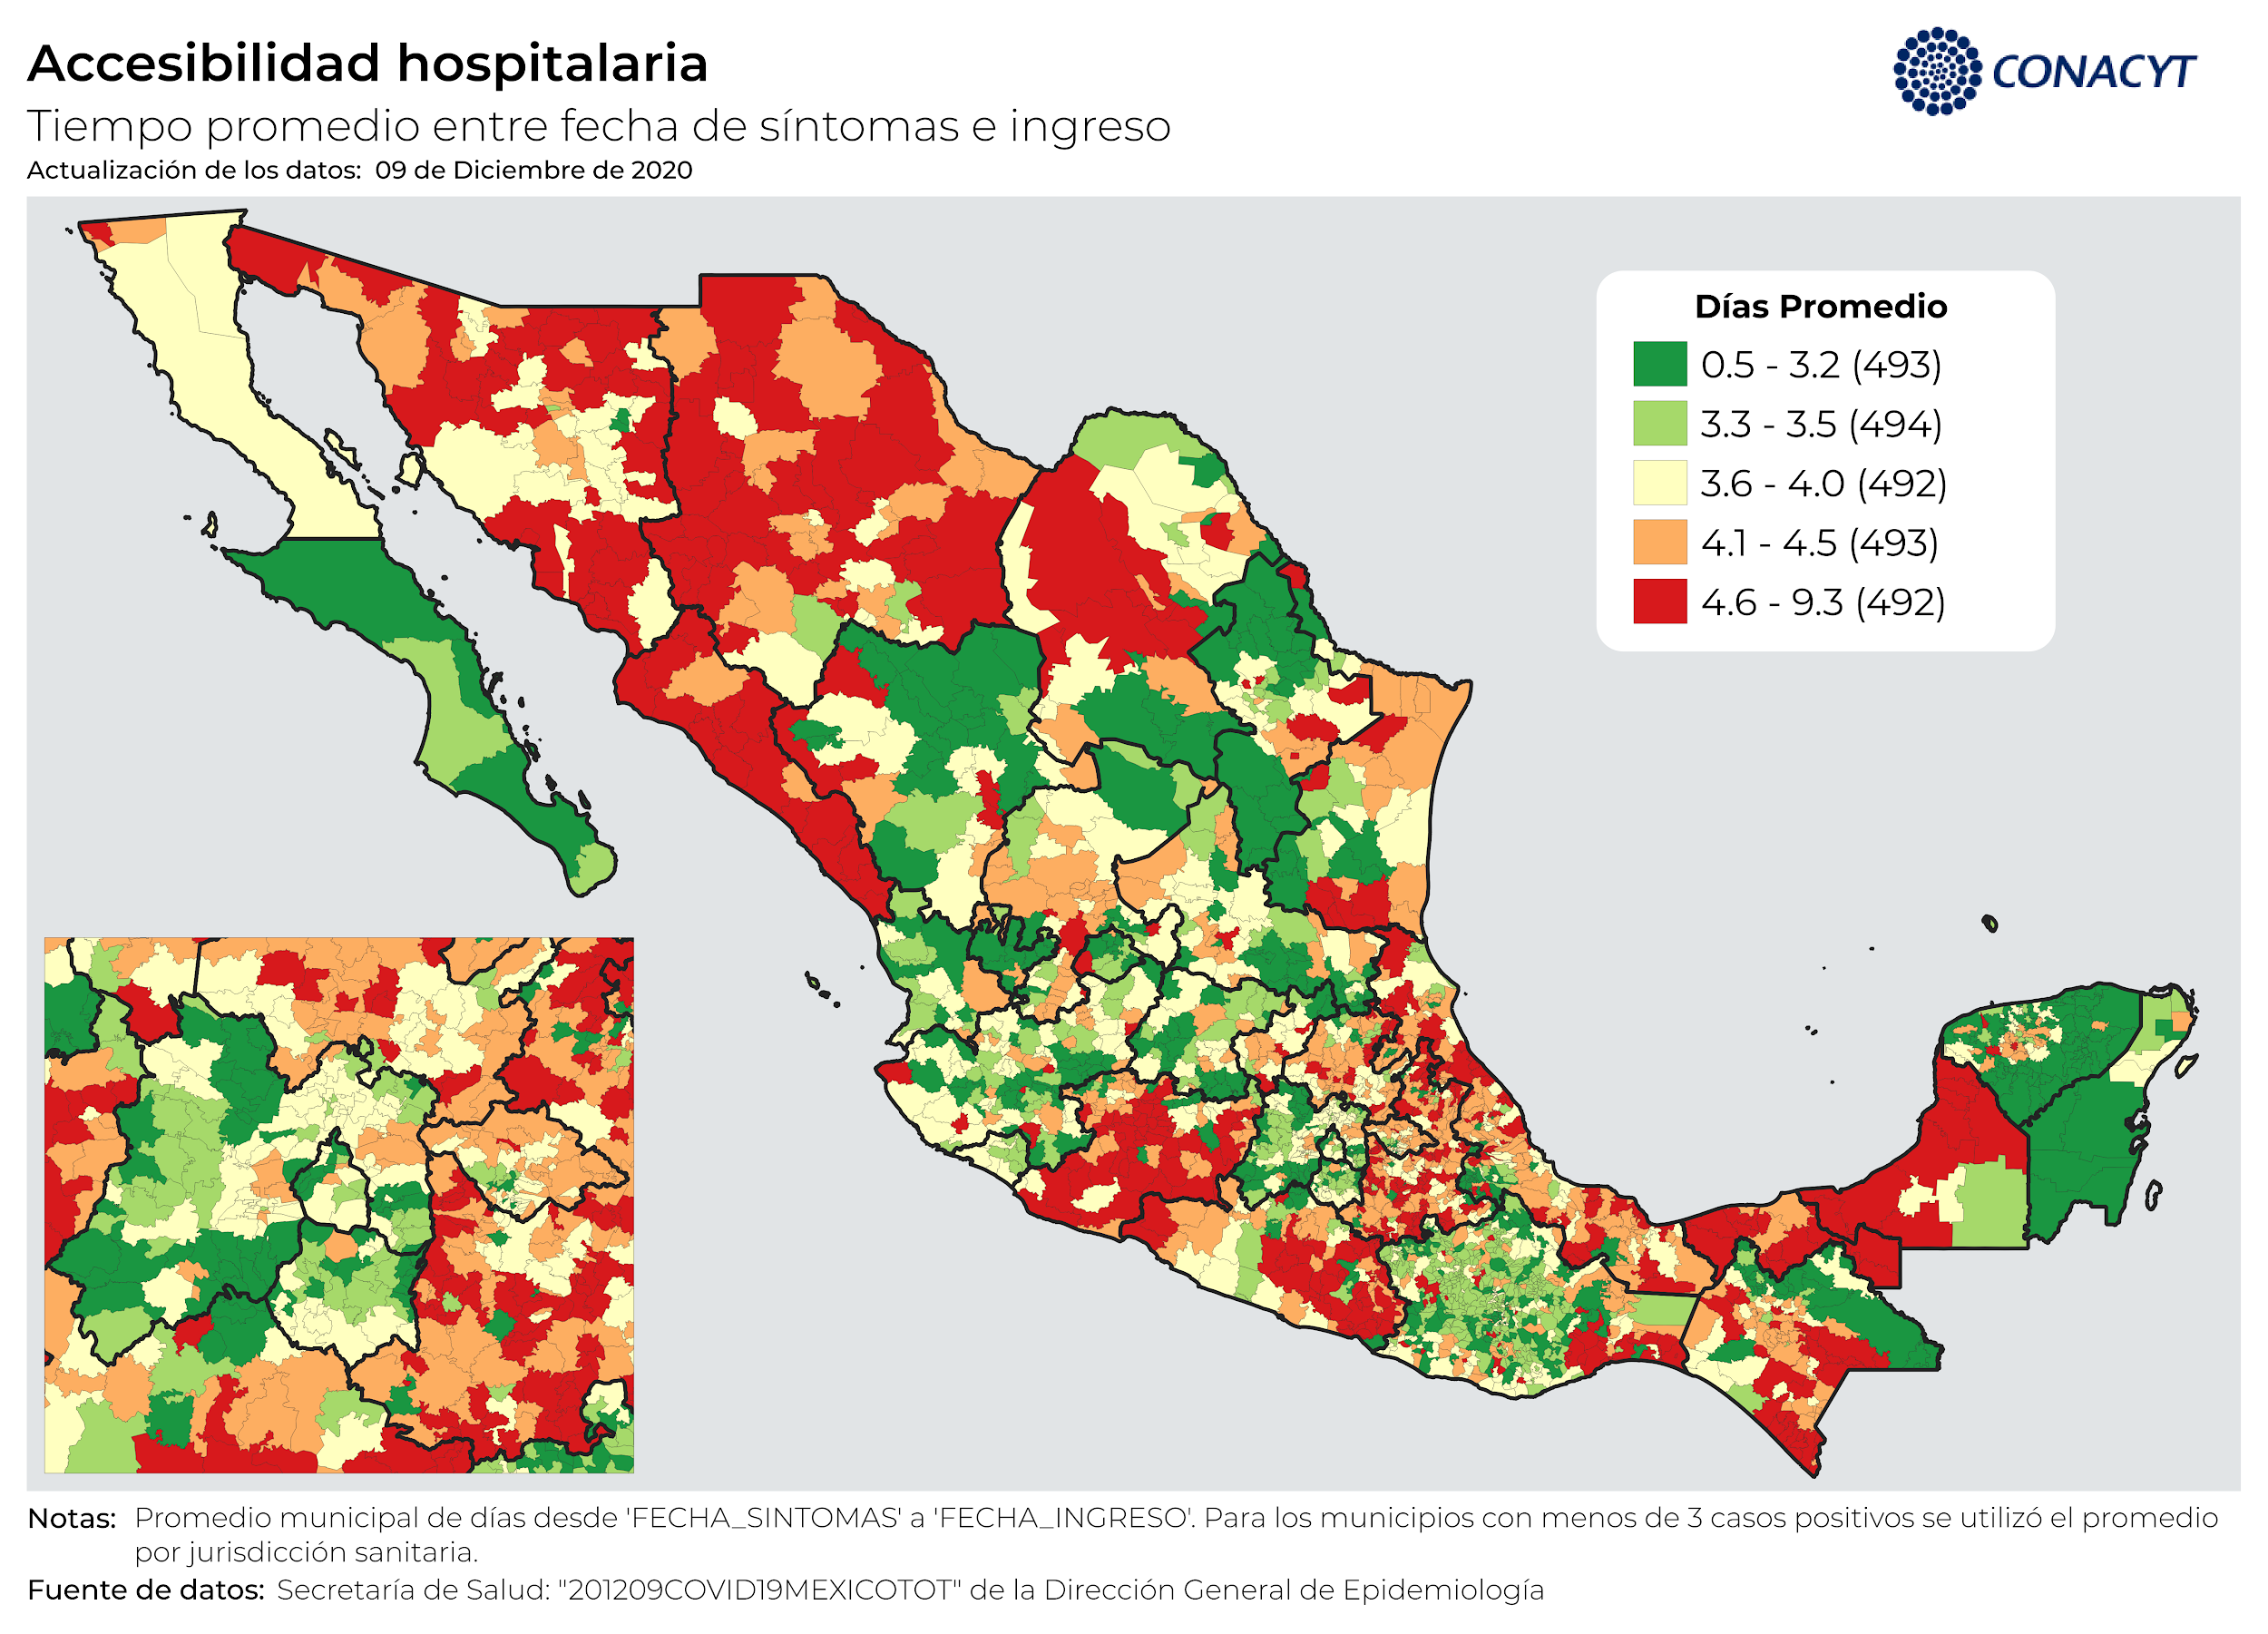 Accesibilidad hospitalaria
Tiempo promedio entre fecha de síntomas e ingreso
Actualización de los datos: 09 de Diciembre de 2020
CONACYT
Días Promedio
0.5 - 3.2 (493)
3.3 - 3.5 (494)
3.6 - 4.0 (492)
4.1 - 4.5 (493)
4.6 - 9.3 (492)
Notas: Promedio municipal de días desde 'FECHA_SINTOMAS' a 'FECHA_INGRESO'. Para los municipios con menos de 3 casos positivos se utilizó el promedio
por jurisdicción sanitaria.
Fuente de datos: Secretaría de Salud: "201209COVID19MEXICOTOT" de la Dirección General de Epidemiología